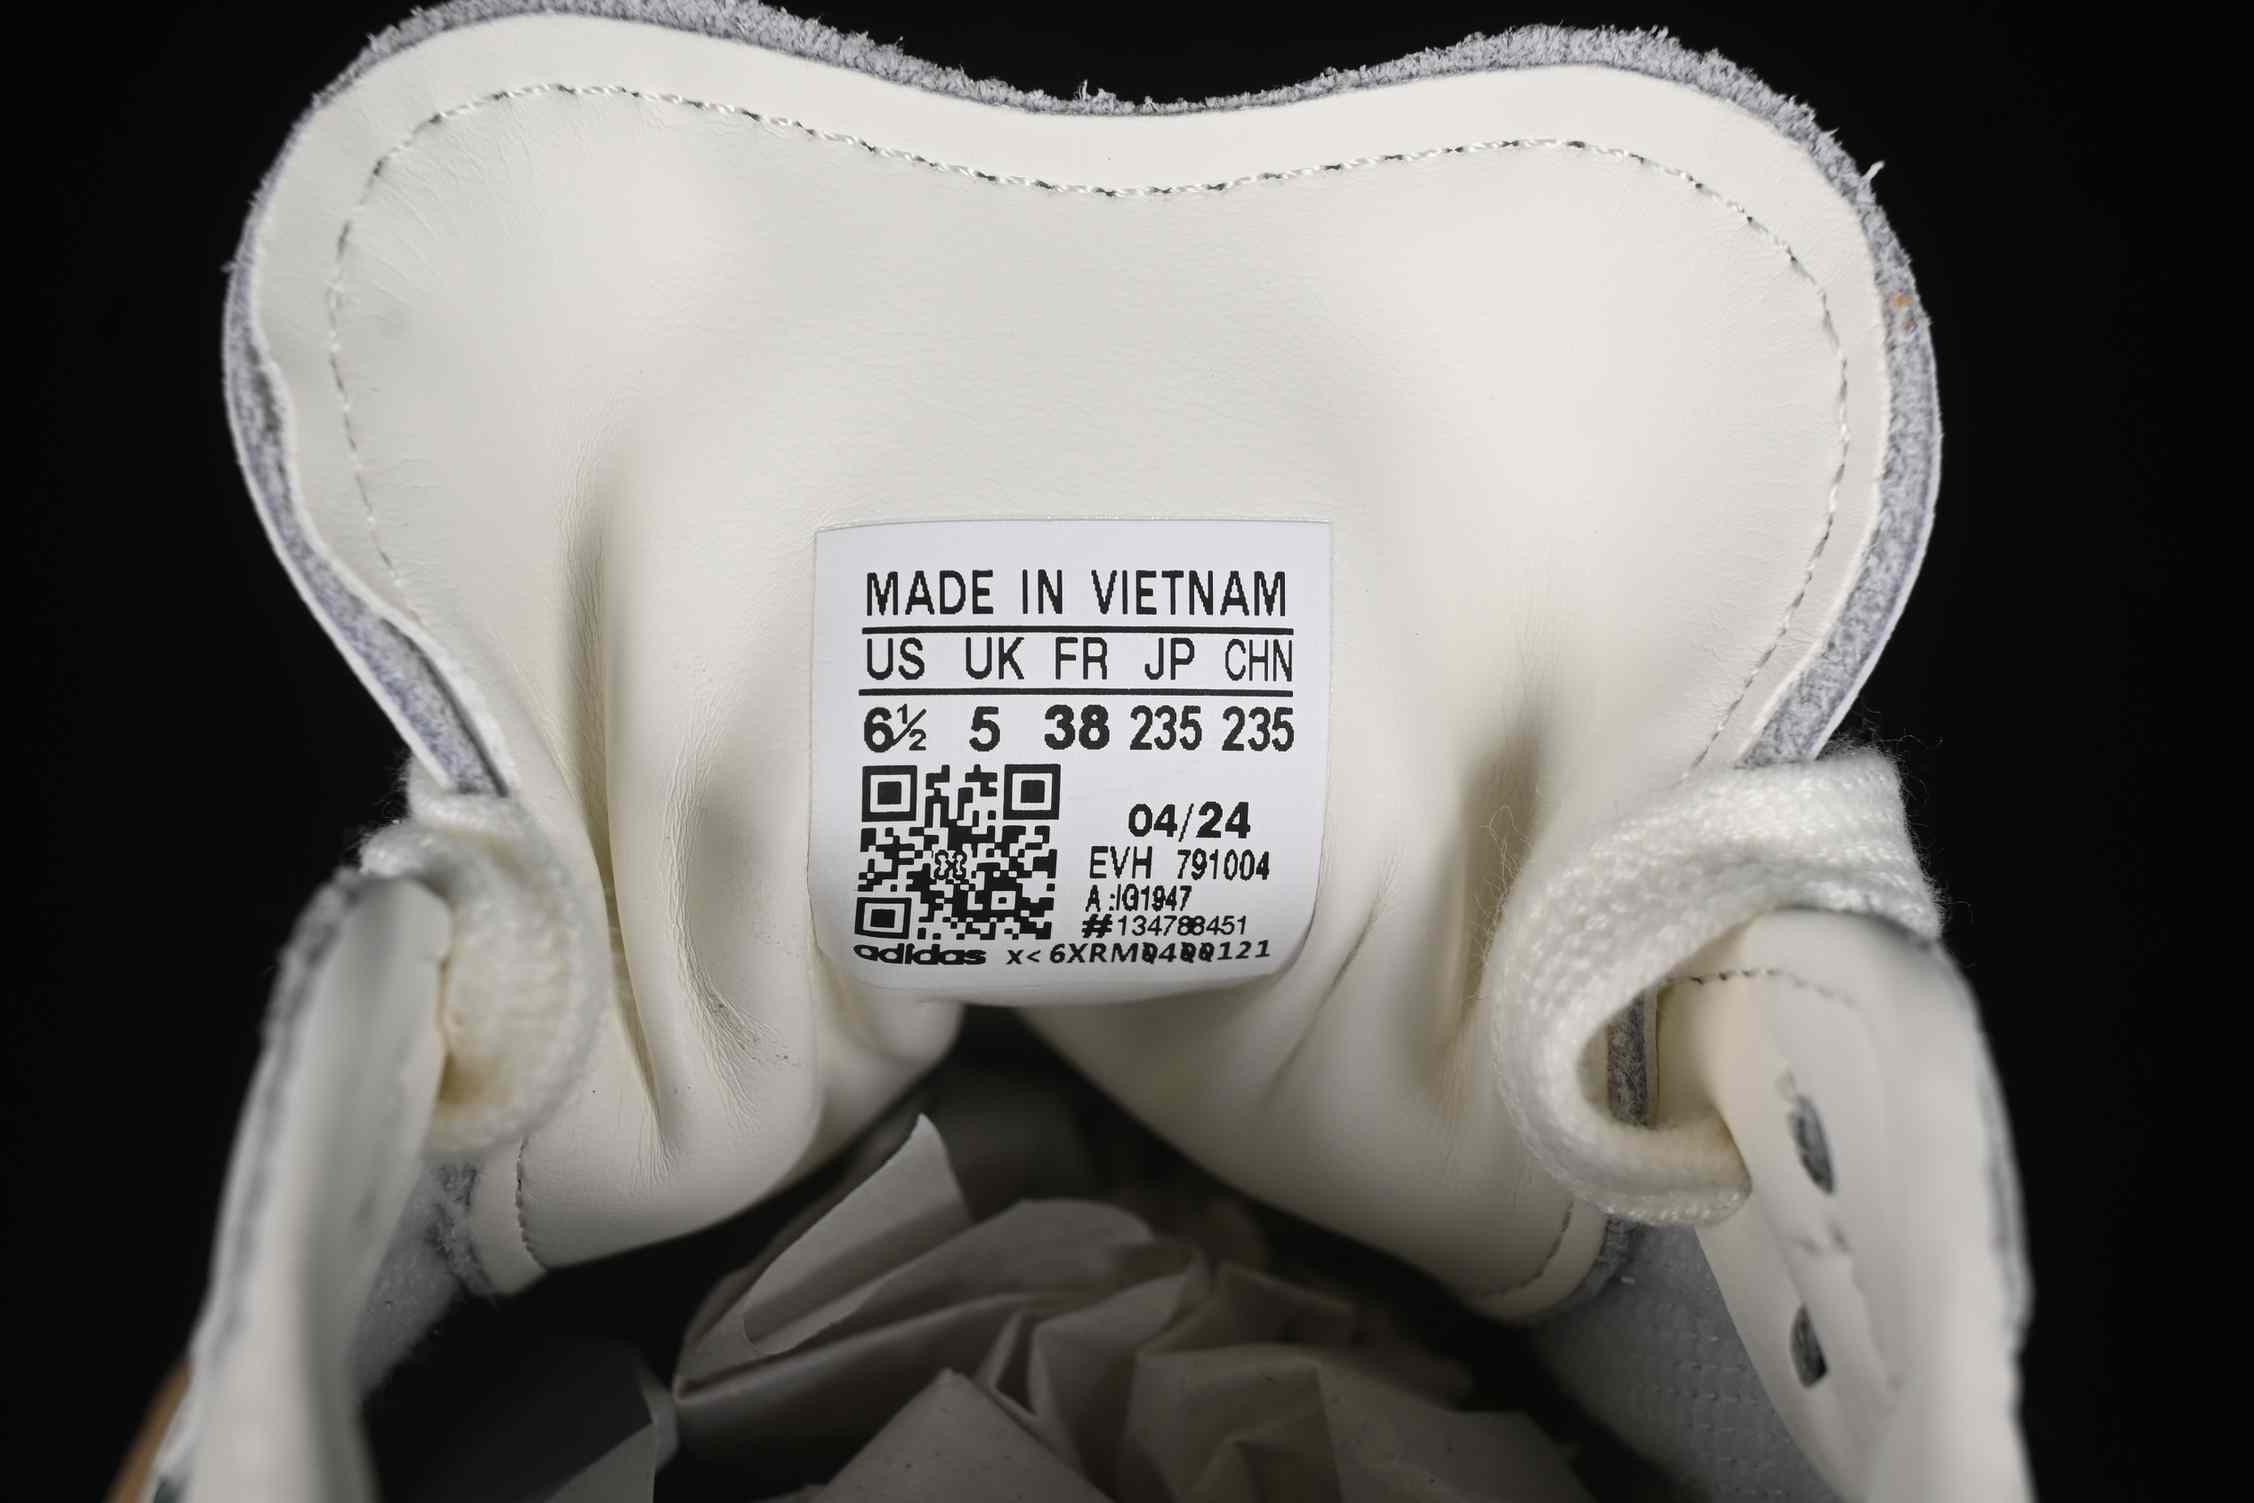 MADE IN VIETNAM
US UK FR JP CHN
6½ 5 38 235 235
04/24
EVH 791004
A :IG1947
#134788451
adidas x< 6XRM0400121